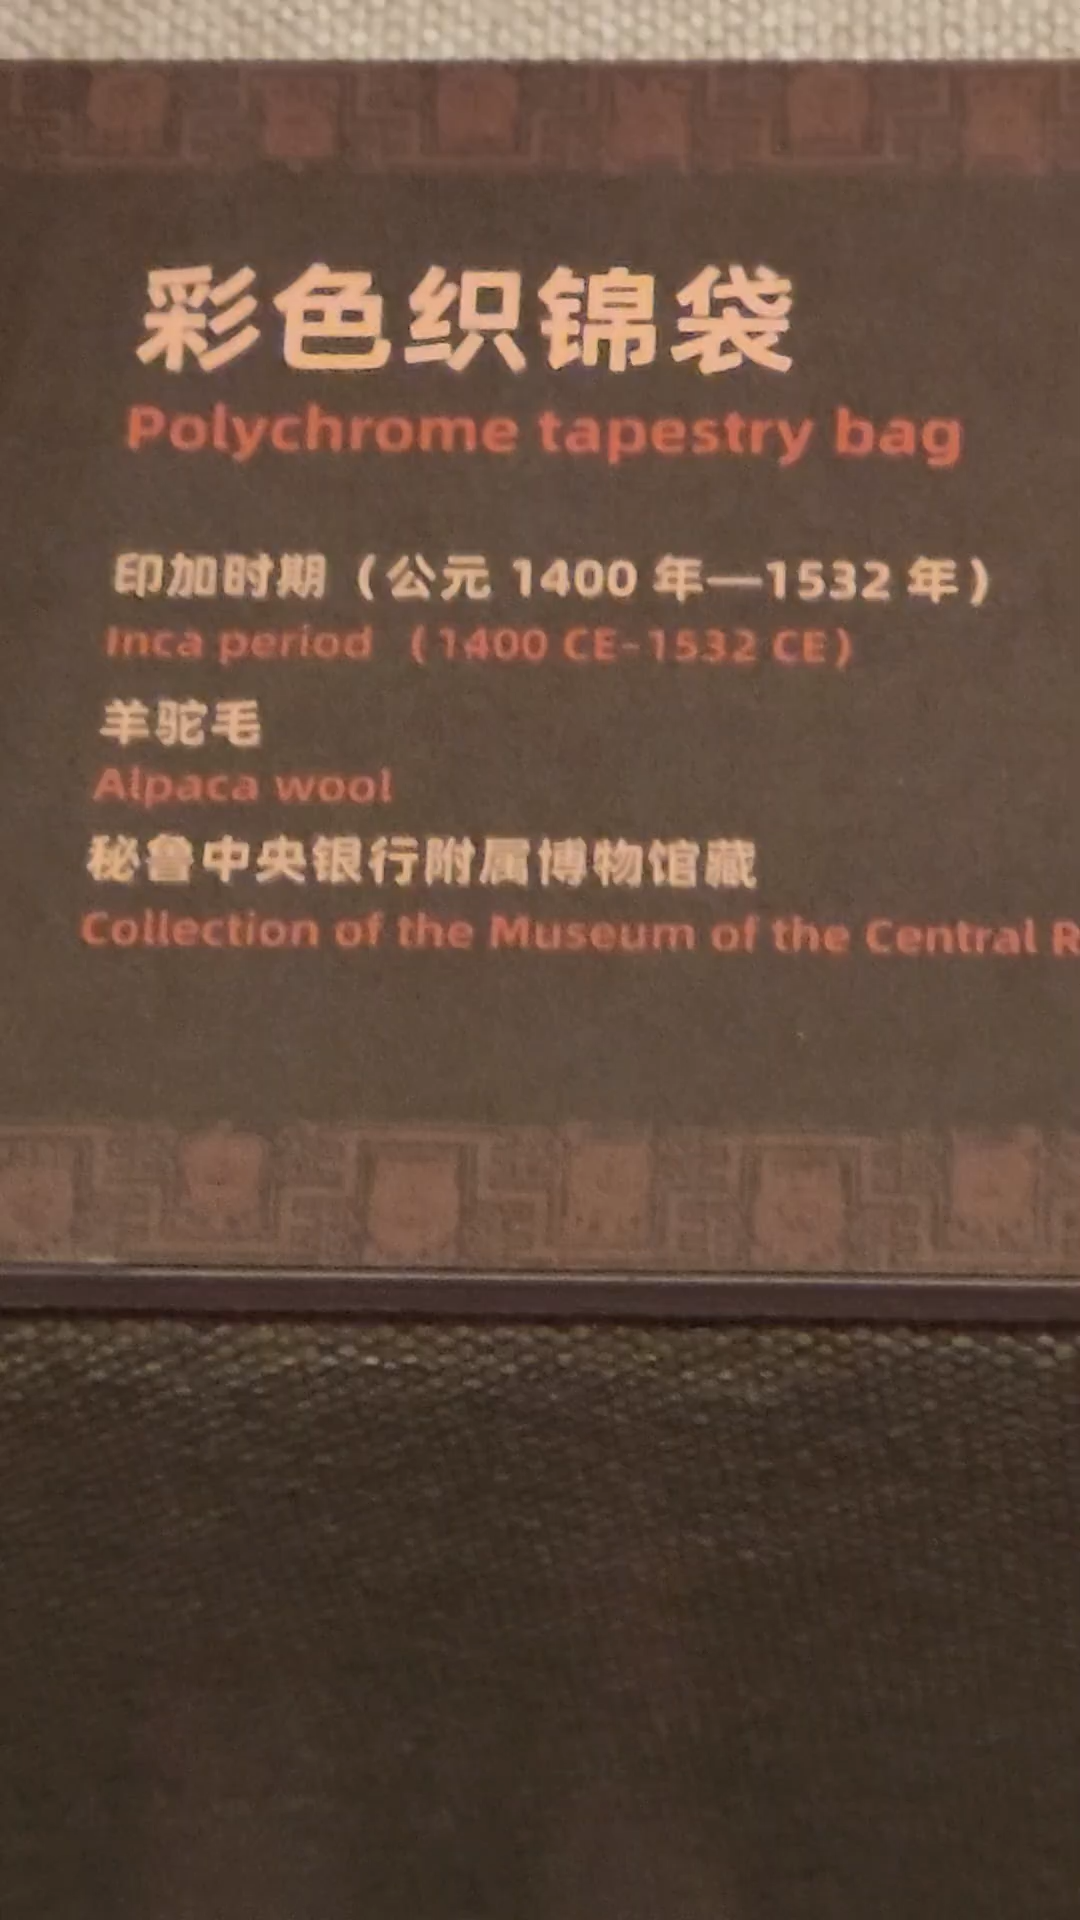 彩色织锦袋
Polychrome tapestry bag
印加时期（公元 1400 年—1532 年）
Inca period （1400 CE-1532 CE）
羊驼毛
Alpaca wool
秘鲁中央银行附属博物馆藏
Collection of the Museum of the Central R